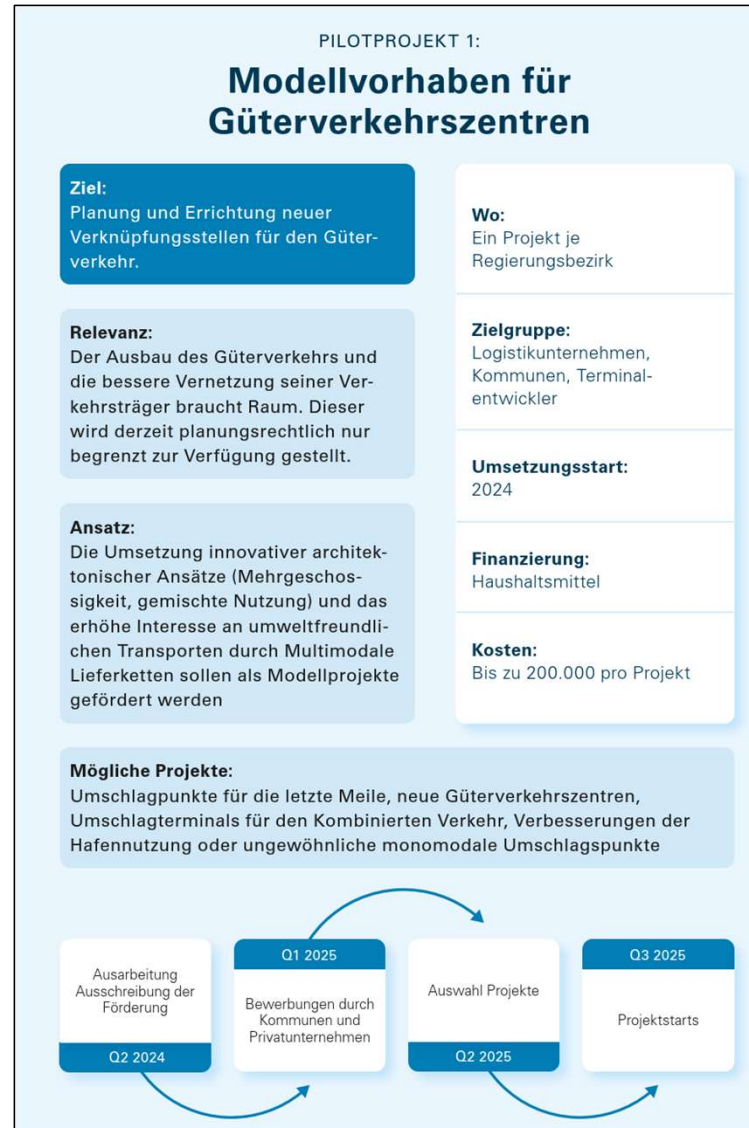 PILOTPROJEKT 1:
Modellvorhaben für
Güterverkehrszentren
Ziel:
Planung und Errichtung neuer
Verknüpfungsstellen für den Güter-
verkehr.
Relevanz:
Der Ausbau des Güterverkehrs und
die bessere Vernetzung seiner Ver-
kehrsträger braucht Raum. Dieser
wird derzeit planungsrechtlich nur
begrenzt zur Verfügung gestellt.
Ansatz:
Die Umsetzung innovativer architek-
tonischer Ansätze (Mehrgeschos-
sigkeit, gemischte Nutzung) und das
erhöhe Interesse an umweltfreundli-
chen Transporten durch Multimodale
Lieferketten sollen als Modellprojekte
gefördert werden
Wo:
Ein Projekt je
Regierungsbezirk
Zielgruppe:
Logistikunternehmen,
Kommunen, Terminal-
entwickler
Umsetzungsstart:
2024
Finanzierung:
Haushaltsmittel
Kosten:
Bis zu 200.000 pro Projekt
Mögliche Projekte:
Umschlagpunkte für die letzte Meile, neue Güterverkehrszentren,
Umschlagterminals für den Kombinierten Verkehr, Verbesserungen der
Hafennutzung oder ungewöhnliche monomodale Umschlagspunkte
Ausarbeitung
Ausschreibung der
Förderung
Q2 2024
Q1 2025
Bewerbungen durch
Kommunen und
Privatunternehmen
Auswahl Projekte
Q2 2025
Q3 2025
Projektstarts